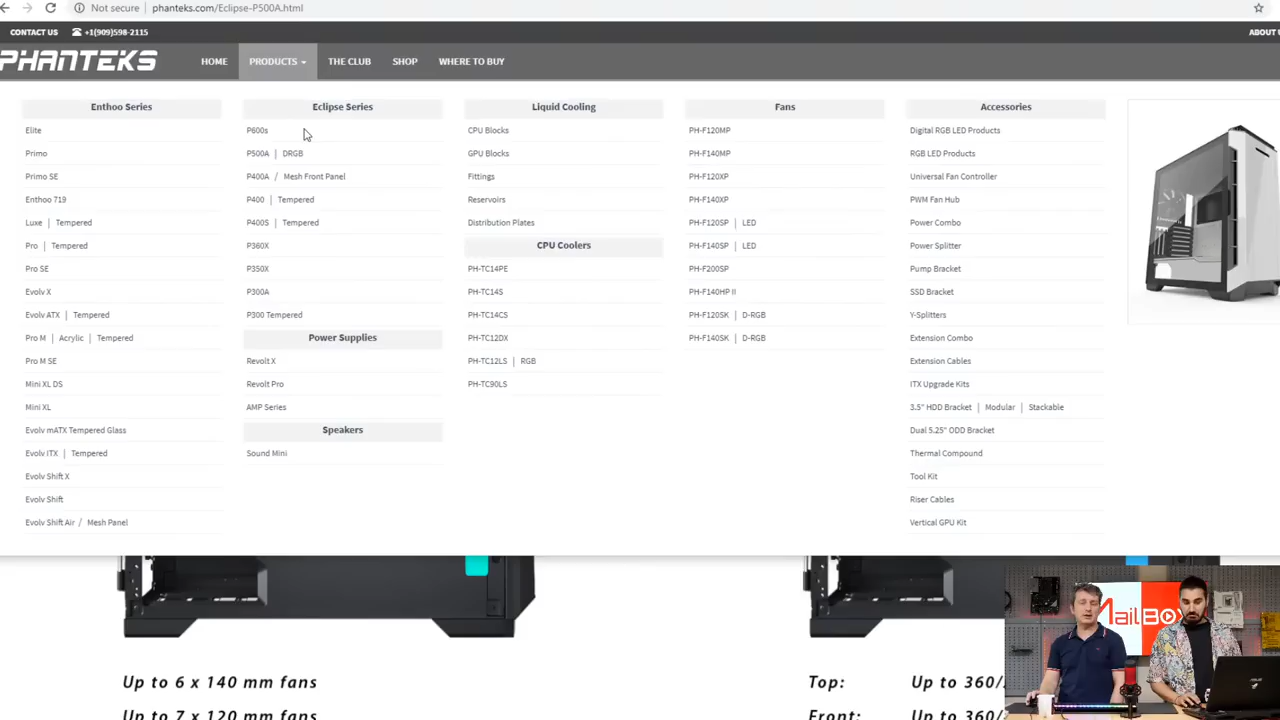 Not secure
phanteks.com/Eclipse-P500A.html
CONTACT US
+1(909)598-2115
ABOUT
PHANTEKS
HOME
PRODUCTS
THE CLUB
SHOP
WHERE TO BUY
Enthoo Series
Elite
Primo
Primo SE
Enthoo 719
Luxe | Tempered
Pro | Tempered
Pro SE
Evolv X
Evolv ATX | Tempered
Pro M | Acrylic | Tempered
Pro M SE
Mini XL DS
Mini XL
Evolv mATX Tempered Glass
Evolv ITX | Tempered
Evolv Shift X
Evolv Shift
Evolv Shift Air / Mesh Panel
Eclipse Series
P600s
P500A | DRGB
P400A / Mesh Front Panel
P400 | Tempered
P400S | Tempered
P360X
P350X
P300A
P300 Tempered
Power Supplies
Revolt X
Revolt Pro
AMP Series
Speakers
Sound Mini
Liquid Cooling
CPU Blocks
GPU Blocks
Fittings
Reservoirs
Distribution Plates
CPU Coolers
PH-TC14PE
PH-TC14S
PH-TC14CS
PH-TC12DX
PH-TC12LS | RGB
PH-TC90LS
Fans
PH-F120MP
PH-F140MP
PH-F120XP
PH-F140XP
PH-F120SP | LED
PH-F140SP | LED
PH-F200SP
PH-F140HP II
PH-F120SK | D-RGB
PH-F140SK | D-RGB
Accessories
Digital RGB LED Products
RGB LED Products
Universal Fan Controller
PWM Fan Hub
Power Combo
Power Splitter
Pump Bracket
SSD Bracket
Y-Splitters
Extension Combo
Extension Cables
ITX Upgrade Kits
3.5" HDD Bracket | Modular | Stackable
Dual 5.25" ODD Bracket
Thermal Compound
Tool Kit
Riser Cables
Vertical GPU Kit
Up to 6 x 140 mm fans
Up to 7 x 120 mm fans
Top: Up to 360/
Front: Up to 360/
MailBox